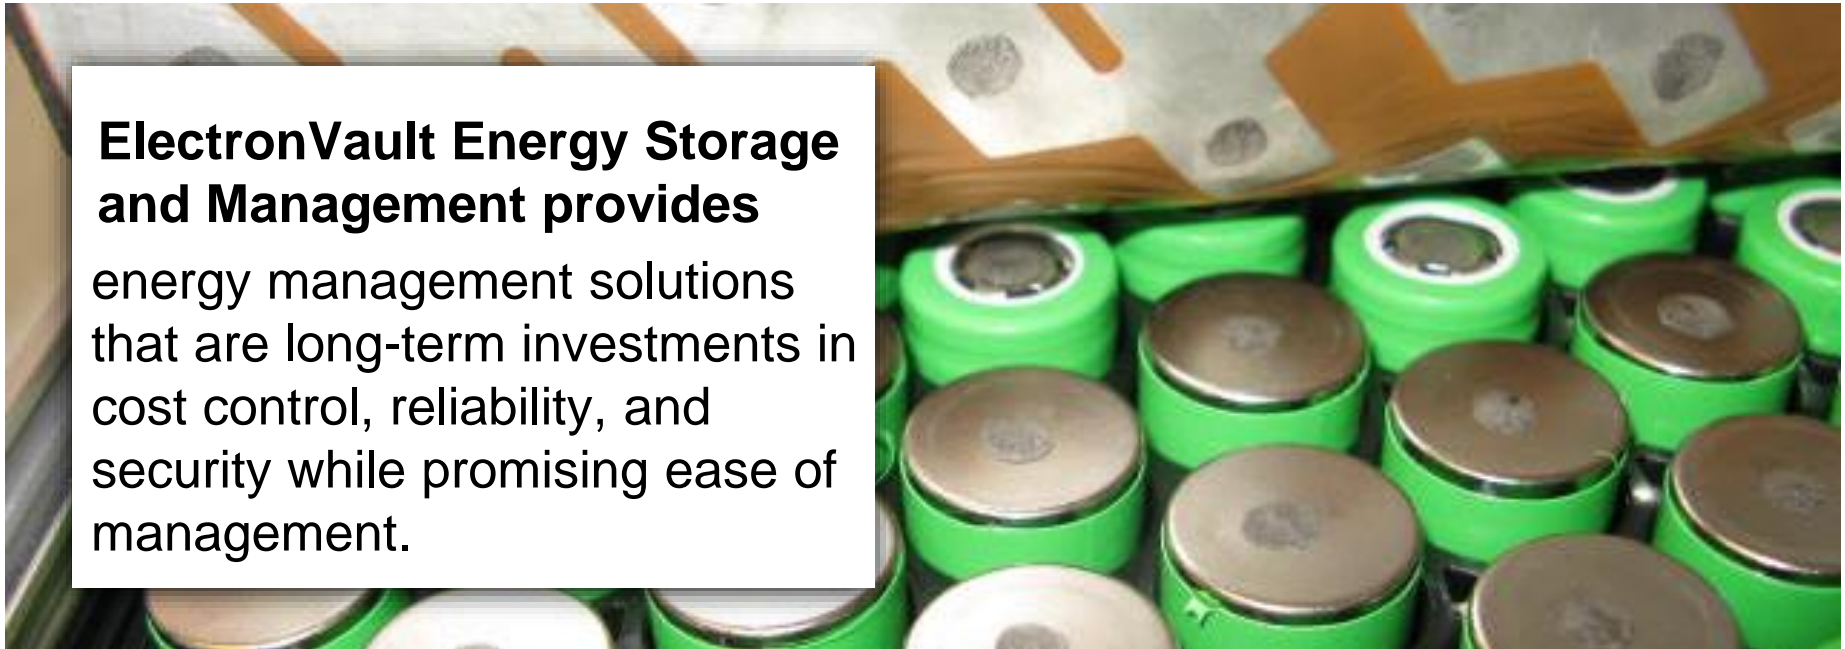 ElectronVault Energy Storage
and Management provides
energy management solutions
that are long-term investments in
cost control, reliability, and
security while promising ease of
management.